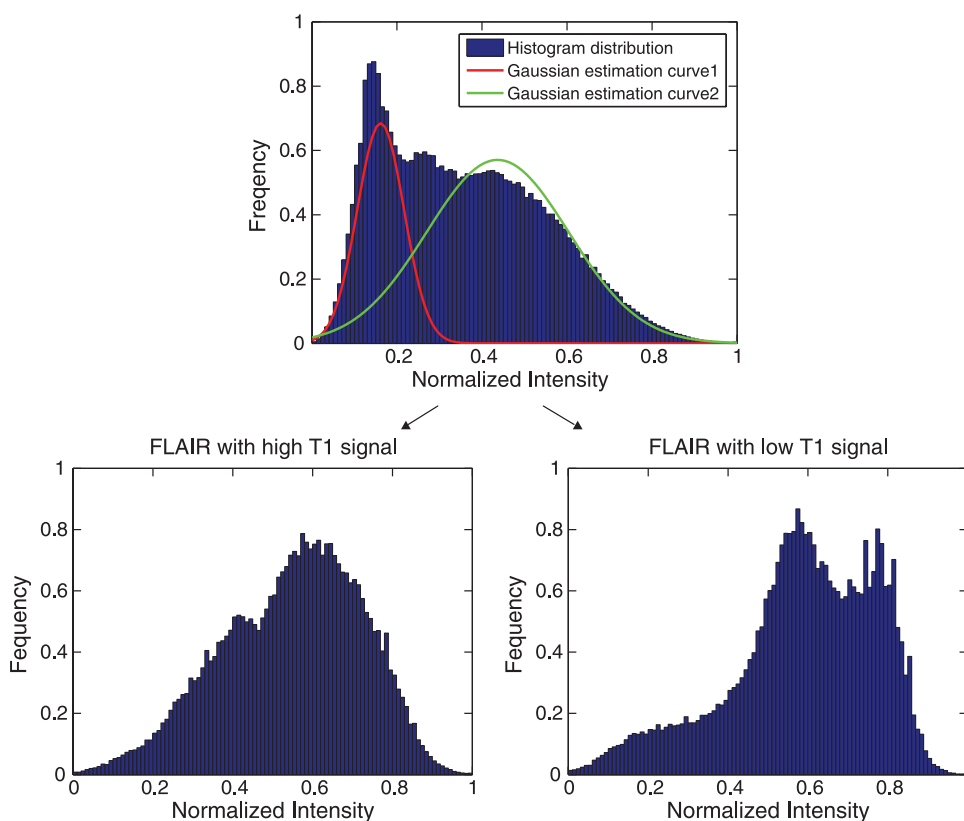 1
0.8
0.6
0.4
0.2
0
Freqency
0.2 0.4 0.6 0.8 1
Normalized Intensity
Histogram distribution
Gaussian estimation curve1
Gaussian estimation curve2
FLAIR with high T1 signal
1
0.8
0.6
0.4
0.2
0
Fequency
0 0.2 0.4 0.6 0.8 1
Normalized Intensity
FLAIR with low T1 signal
1
0.8
0.6
0.4
0.2
0
Fequency
0 0.2 0.4 0.6 0.8
Normalized Intensity